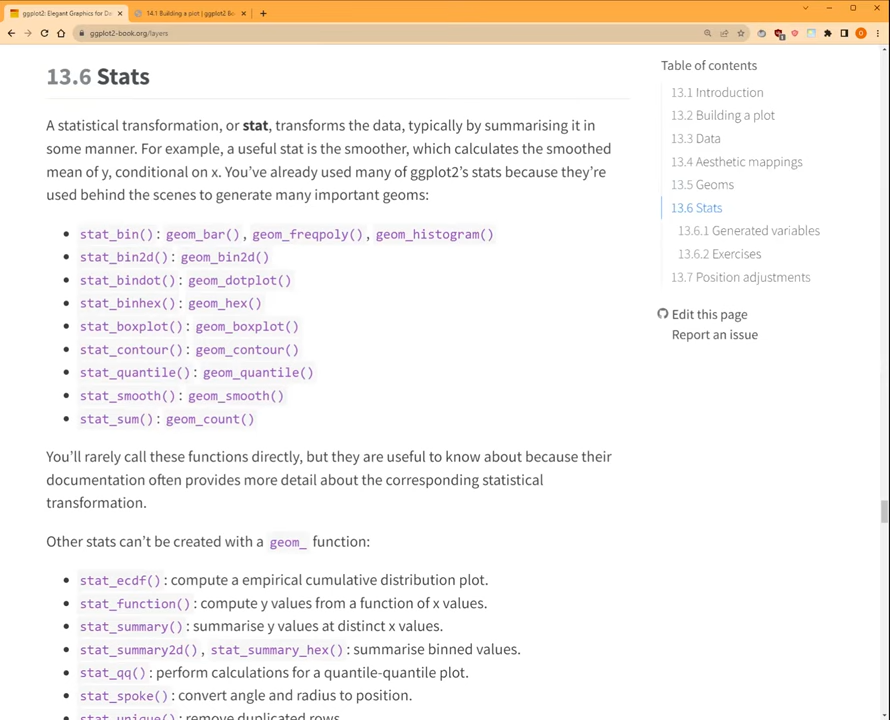 ggplot2: Elegant Graphics for Da
14.1 Building a plot | ggplot2 Bo
ggplot2-book.org/layers
13.6 Stats
A statistical transformation, or stat, transforms the data, typically by summarising it in
some manner. For example, a useful stat is the smoother, which calculates the smoothed
mean of y, conditional on x. You’ve already used many of ggplot2’s stats because they’re
used behind the scenes to generate many important geoms:
stat_bin(): geom_bar(), geom_freqpoly(), geom_histogram()
stat_bin2d(): geom_bin2d()
stat_bindot(): geom_dotplot()
stat_binhex(): geom_hex()
stat_boxplot(): geom_boxplot()
stat_contour(): geom_contour()
stat_quantile(): geom_quantile()
stat_smooth(): geom_smooth()
stat_sum(): geom_count()
You’ll rarely call these functions directly, but they are useful to know about because their
documentation often provides more detail about the corresponding statistical
transformation.
Other stats can’t be created with a geom_ function:
stat_ecdf(): compute a empirical cumulative distribution plot.
stat_function(): compute y values from a function of x values.
stat_summary(): summarise y values at distinct x values.
stat_summary2d(), stat_summary_hex(): summarise binned values.
stat_qq(): perform calculations for a quantile-quantile plot.
stat_spoke(): convert angle and radius to position.
stat_unique(): remove duplicated rows.
Table of contents
13.1 Introduction
13.2 Building a plot
13.3 Data
13.4 Aesthetic mappings
13.5 Geoms
13.6 Stats
13.6.1 Generated variables
13.6.2 Exercises
13.7 Position adjustments
Edit this page
Report an issue